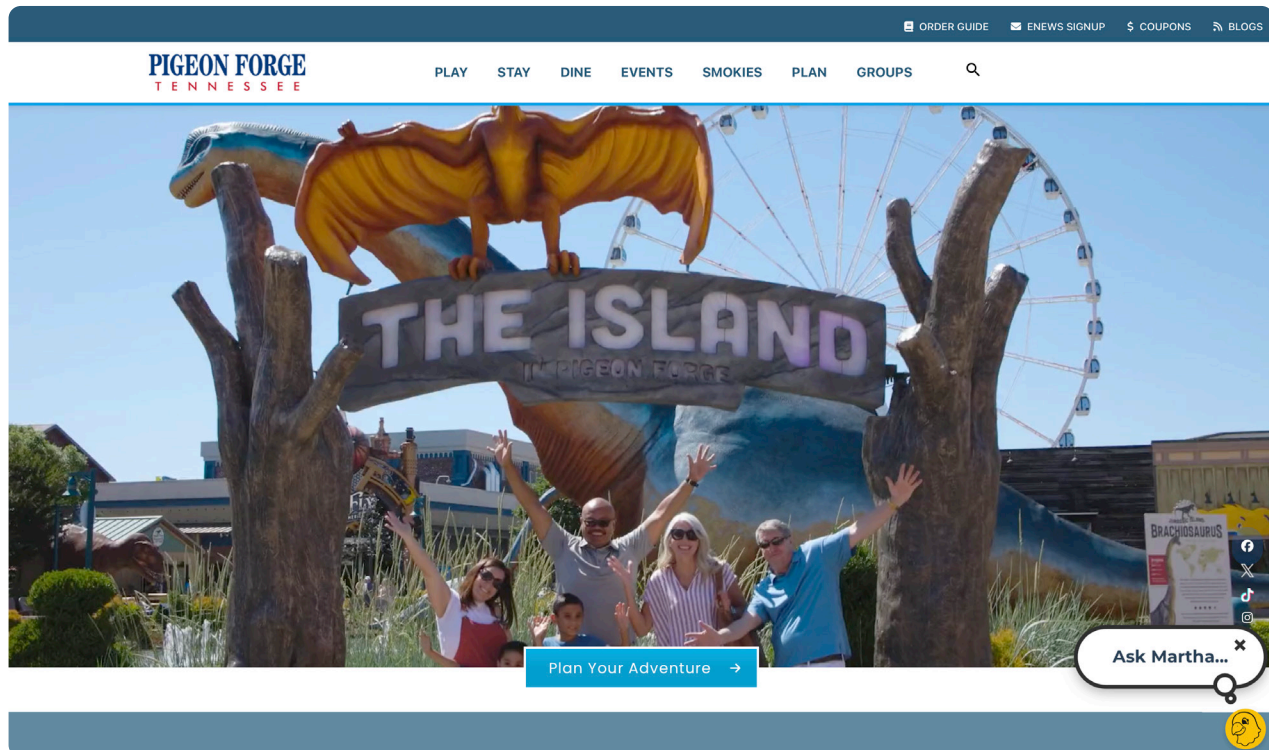 ORDER GUIDE ENEWS SIGNUP $ COUPONS BLOGS
PIGEON FORGE
TENNESSEE
PLAY STAY DINE EVENTS SMOKIES PLAN GROUPS
THE ISLAND
IN PIGEON FORGE
BRACHIOSAURUS
Ask Martha...
Plan Your Adventure